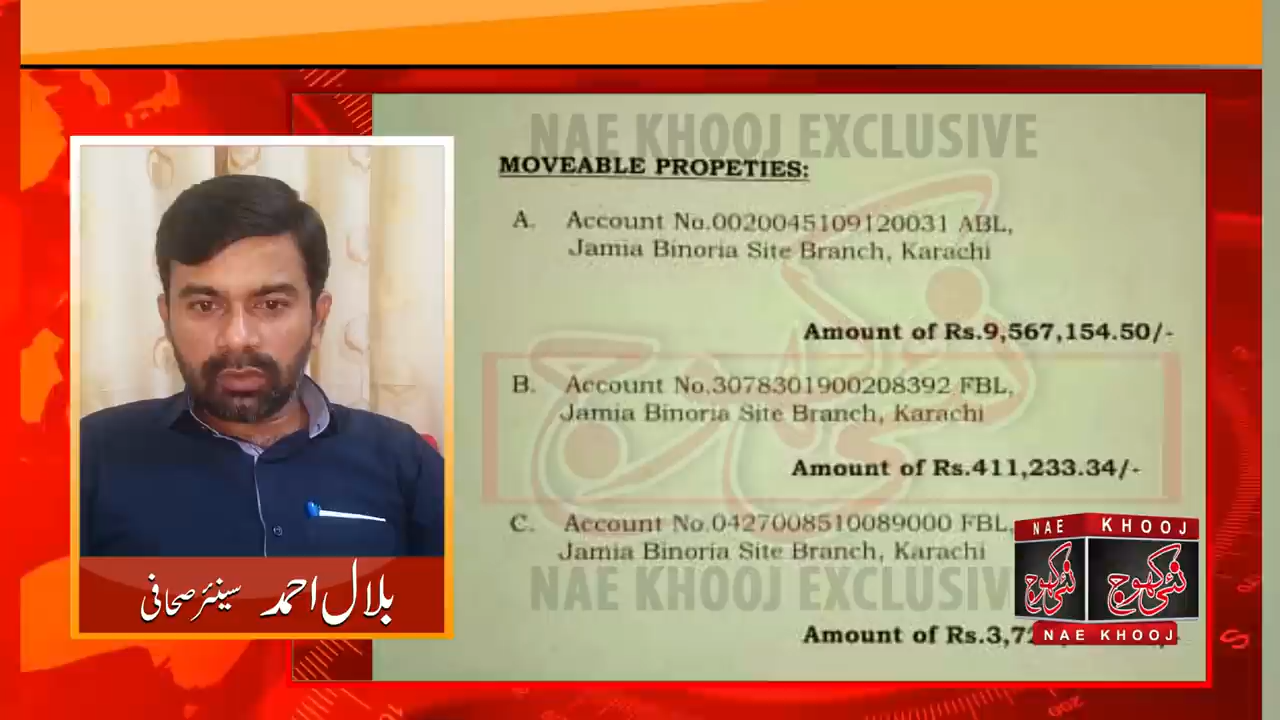 NAE KHOOJ EXCLUSIVE
MOVEABLE PROPETIES:
A. Account No.0020045109120031 ABL,
Jamia Binoria Site Branch, Karachi
Amount of Rs.9,567,154.50/-
B. Account No.3078301900208392 FBL,
Jamia Binoria Site Branch, Karachi
Amount of Rs.411,233.34/-
C. Account No.0427008510089000 FBL,
Jamia Binoria Site Branch, Karachi
NAE KHOOJ EXCLUSIVE
Amount of Rs.3,72
بلال احمد سینئر صحافی
NAE KHOOJ
نئی کھوج نئی کھوج
NAE KHOOJ